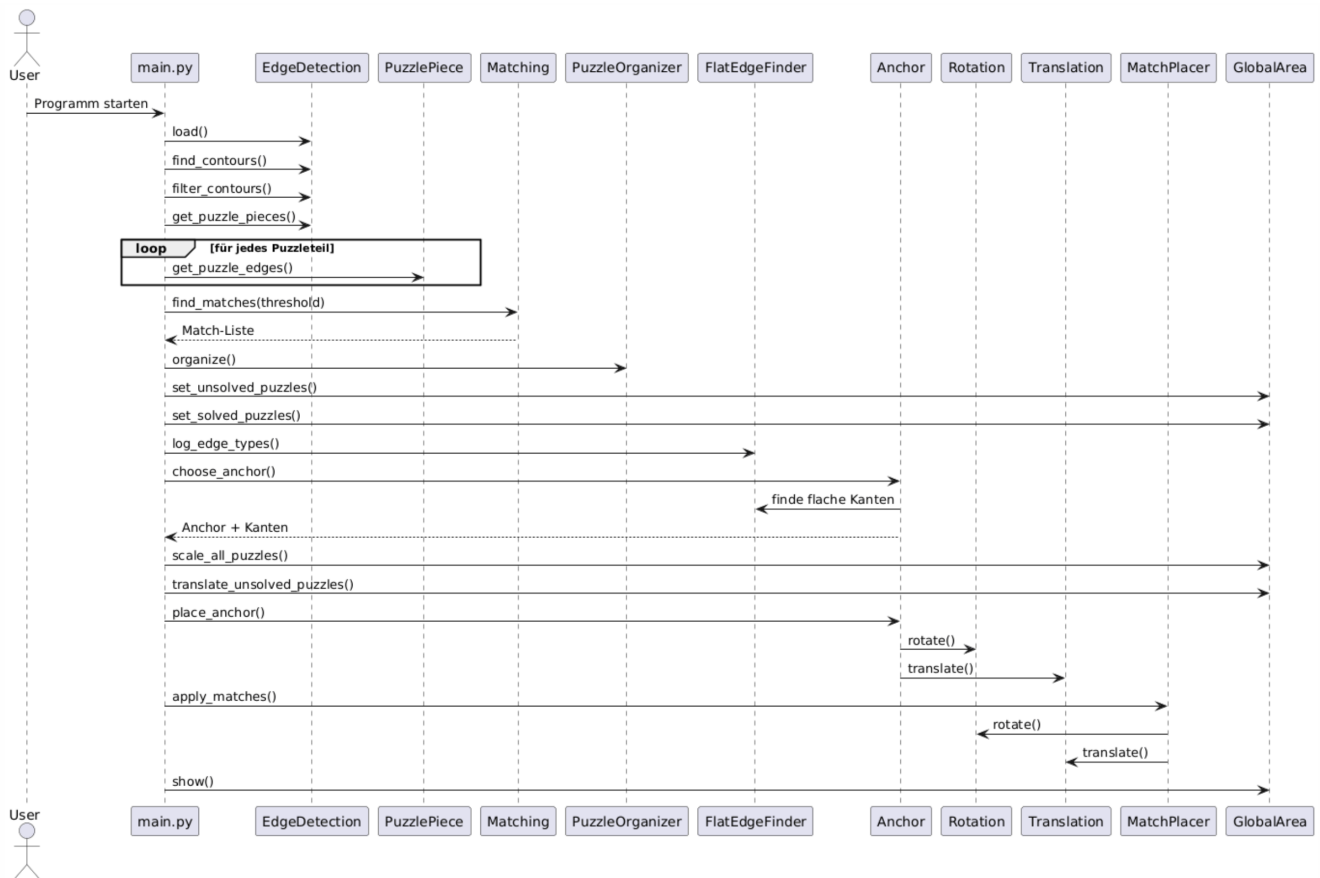 User
main.py
EdgeDetection
PuzzlePiece
Matching
PuzzleOrganizer
FlatEdgeFinder
Anchor
Rotation
Translation
MatchPlacer
GlobalArea
Programm starten
load()
find_contours()
filter_contours()
get_puzzle_pieces()
loop
[für jedes Puzzleteil]
get_puzzle_edges()
find_matches(threshold)
Match-Liste
organize()
set_unsolved_puzzles()
set_solved_puzzles()
log_edge_types()
choose_anchor()
finde flache Kanten
Anchor + Kanten
scale_all_puzzles()
translate_unsolved_puzzles()
place_anchor()
rotate()
translate()
apply_matches()
rotate()
translate()
show()
User
main.py
EdgeDetection
PuzzlePiece
Matching
PuzzleOrganizer
FlatEdgeFinder
Anchor
Rotation
Translation
MatchPlacer
GlobalArea